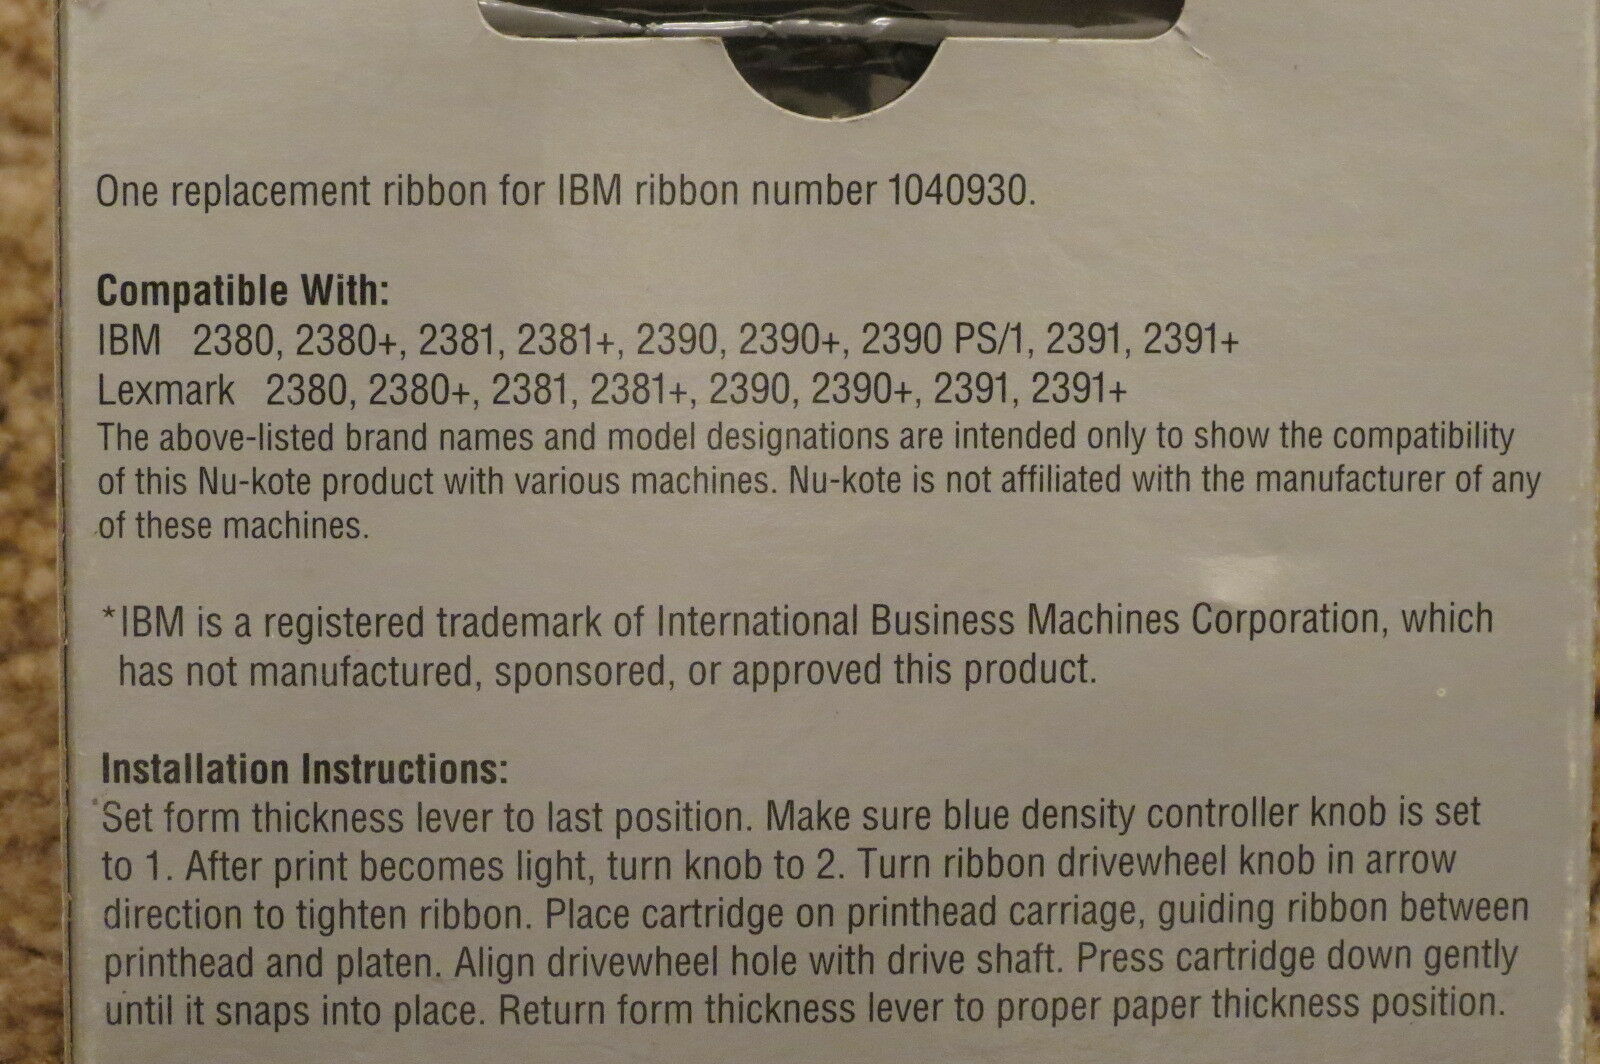 One replacement ribbon for IBM ribbon number 1040930.
Compatible With:
IBM 2380, 2380+, 2381, 2381+, 2390, 2390+, 2390 PS/1, 2391, 2391+
Lexmark 2380, 2380+, 2381, 2381+, 2390, 2390+, 2391, 2391+
The above-listed brand names and model designations are intended only to show the compatibility
of this Nu-kote product with various machines. Nu-kote is not affiliated with the manufacturer of any
of these machines.
*IBM is a registered trademark of International Business Machines Corporation, which
has not manufactured, sponsored, or approved this product.
Installation Instructions:
Set form thickness lever to last position. Make sure blue density controller knob is set
to 1. After print becomes light, turn knob to 2. Turn ribbon drivewheel knob in arrow
direction to tighten ribbon. Place cartridge on printhead carriage, guiding ribbon between
printhead and platen. Align drivewheel hole with drive shaft. Press cartridge down gently
until it snaps into place. Return form thickness lever to proper paper thickness position.